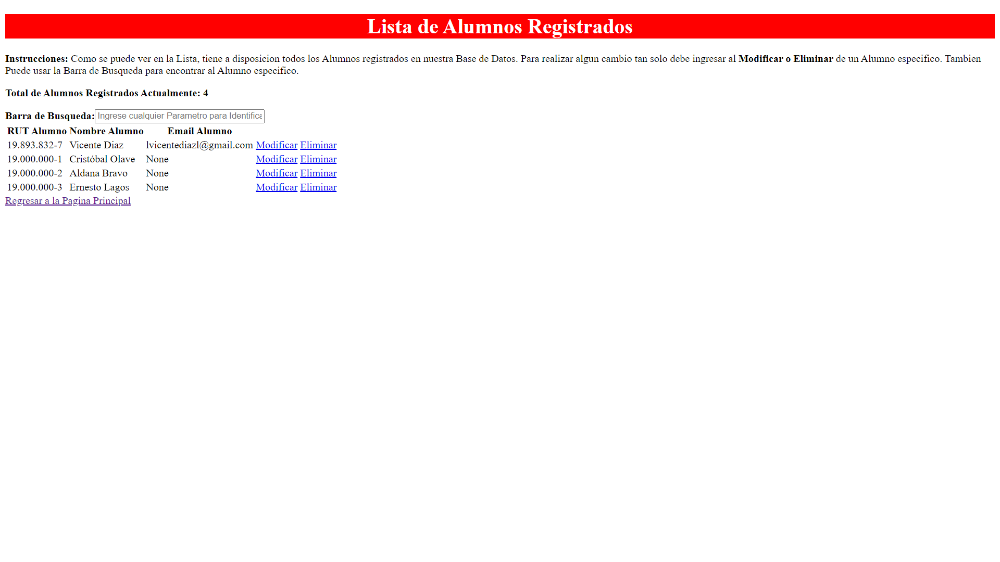 Lista de Alumnos Registrados
Instrucciones: Como se puede ver en la Lista, tiene a disposicion todos los Alumnos registrados en nuestra Base de Datos. Para realizar algun cambio tan solo debe ingresar al Modificar o Eliminar de un Alumno especifico. Tambien
Puede usar la Barra de Busqueda para encontrar al Alumno especifico.
Total de Alumnos Registrados Actualmente: 4
Barra de Busqueda: Ingrese cualquier Parametro para Identifica
RUT Alumno Nombre Alumno Email Alumno
19.893.832-7 Vicente Diaz lvicentediazl@gmail.com Modificar Eliminar
19.000.000-1 Cristóbal Olave None Modificar Eliminar
19.000.000-2 Aldana Bravo None Modificar Eliminar
19.000.000-3 Ernesto Lagos None Modificar Eliminar
Regresar a la Pagina Principal